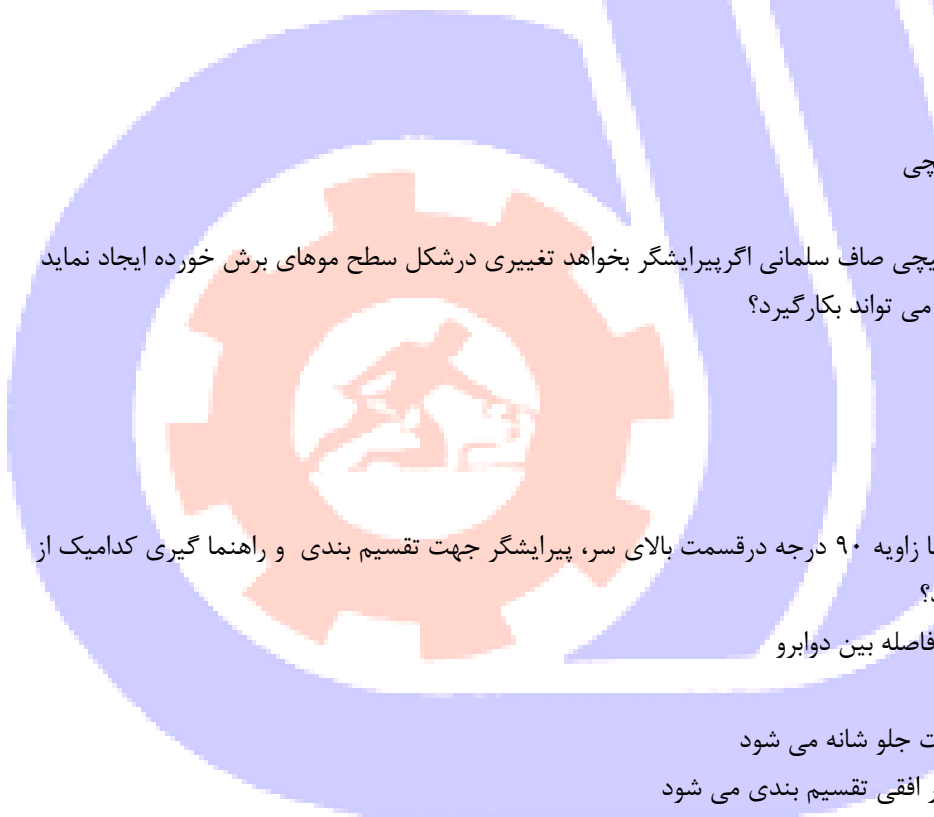 یچی صاف سلمانی اگرپیرایشگر بخواهد تغییری درشکل سطح موهای برش خورده ایجاد نماید
می تواند بکارگیرد؟
زاویه ۹۰ درجه درقسمت بالای سر، پیرایشگر جهت تقسیم بندی و راهنما گیری کدامیک از
فاصله بین دوابرو
جلو شانه می شود
افقی تقسیم بندی می شود